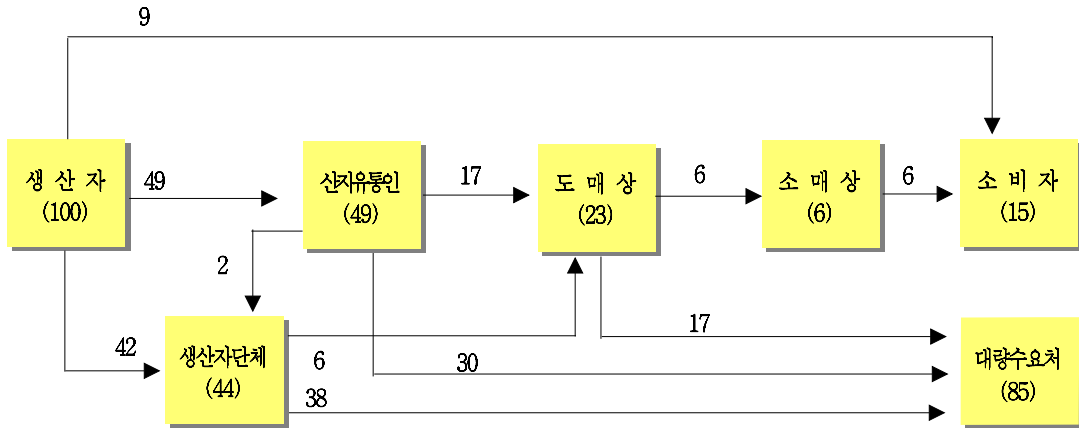 9
생 산 자
(100)
49
산지유통인
(49)
17
도 매 상
(23)
6
소 매 상
(6)
6
소 비 자
(15)
2
42
생산자단체
(44)
6
30
38
17
대량수요처
(85)